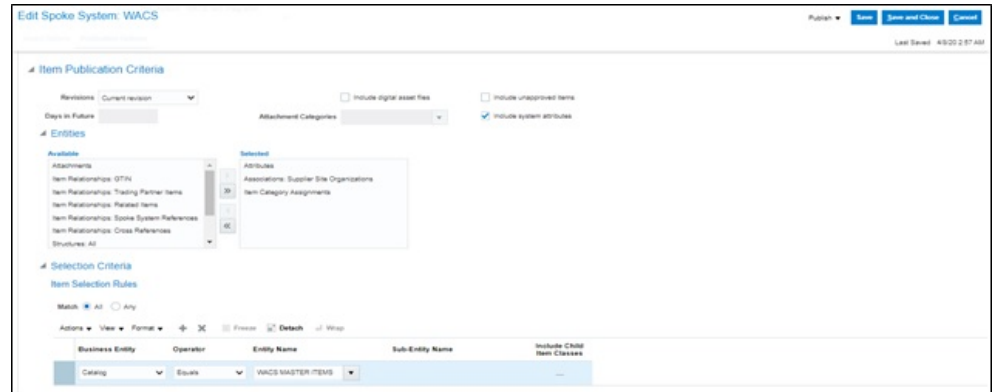 Edit Spoke System: WACS
Publish Save Save and Close Cancel
Last Saved 4/9/20 2:57 AM
Item Publication Criteria
Revisions Current revision Include digital asset files Include unapproved items
Days in Future Attachment Categories Include system attributes
Entities
Available Selected
Attachments Attributes
Item Relationships: GTIN Associations: Supplier Site Organizations
Item Relationships: Trading Partner Items Item Category Assignments
Item Relationships: Related Items
Item Relationships: Spoke System References
Item Relationships: Cross References
Structures: All
Selection Criteria
Item Selection Rules
Match All Any
Actions View Format Freeze Detach Wrap
Business Entity Operator Entity Name Sub-Entity Name Include Child
Item Classes
Catalog Equals WACS MASTER ITEMS